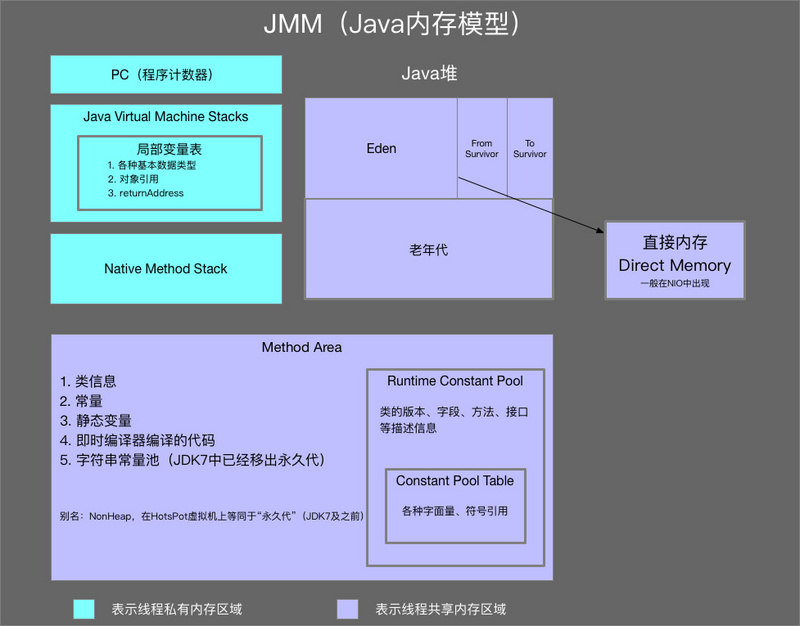 JMM（Java内存模型）
PC（程序计数器）
Java Virtual Machine Stacks
局部变量表
1. 各种基本数据类型
2. 对象引用
3. returnAddress
Native Method Stack
Java堆
Eden
From
Survivor
To
Survivor
老年代
直接内存
Direct Memory
一般在NIO中出现
Method Area
1. 类信息
2. 常量
3. 静态变量
4. 即时编译器编译的代码
5. 字符串常量池（JDK7中已经移出永久代）
别名：NonHeap，在HotsPot虚拟机上等同于“永久代”（JDK7及之前）
Runtime Constant Pool
类的版本、字段、方法、接口
等描述信息
Constant Pool Table
各种字面量、符号引用
表示线程私有内存区域
表示线程共享内存区域